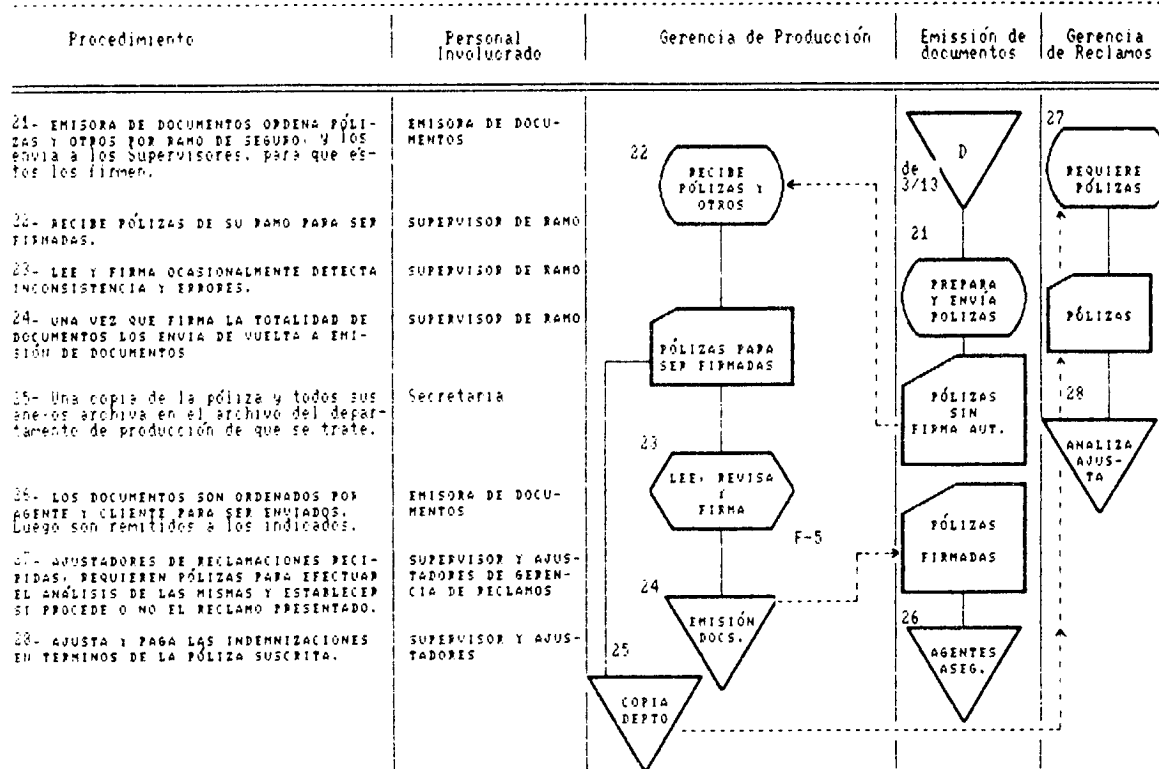 Procedimiento
Personal
Involucrado
Gerencia de Producción
Emissión de
documentos
Gerencia
de Reclamos
21- EMISORA DE DOCUMENTOS ORDENA PÓLI-
ZAS Y OTROS POR RAMO DE SEGURO, y los
envia a los Supervisores, para que es-
tos los firmen.
EMISORA DE DOCU-
MENTOS
22- RECIBE PÓLIZAS DE SU RAMO PARA SER
FIRMADAS.
SUPERVISOR DE RAMO
23- LEE Y FIRMA OCASIONALMENTE DETECTA
INCONSISTENCIA Y ERRORES.
SUPERVISOR DE RAMO
24- UNA VEZ QUE FIRMA LA TOTALIDAD DE
DOCUMENTOS LOS ENVIA DE VUELTA A EMI-
SIÓN DE DOCUMENTOS
SUPERVISOR DE RAMO
25- Una copia de la póliza y todos sus
anexos archiva en el archivo del depar-
tamento de producción de que se trate.
Secretaria
26- LOS DOCUMENTOS SON ORDENADOS POR
AGENTE Y CLIENTE PARA SER ENVIADOS.
Luego son remitidos a los indicados.
EMISORA DE DOCU-
MENTOS
27- AJUSTADORES DE RECLAMACIONES RECI-
BIDAS, REQUIEREN PÓLIZAS PARA EFECTUAR
EL ANÁLISIS DE LAS MISMAS Y ESTABLECER
SI PROCEDE O NO EL RECLAMO PRESENTADO.
SUPERVISOR Y AJUS-
TADORES DE GEREN-
CIA DE RECLAMOS
28- AJUSTA Y PAGA LAS INDEMNIZACIONES
EN TERMINOS DE LA PÓLIZA SUSCRITA.
SUPERVISOR Y AJUS-
TADORES
22
RECIBE
PÓLIZAS Y
OTROS
PÓLIZAS PARA
SER FIRMADAS
23
LEE, REVISA
Y
FIRMA
F-5
24
EMISIÓN
DOCS.
25
COPIA
DEPTO
D
de
3/13
21
PREPARA
Y ENVÍA
POLIZAS
PÓLIZAS
SIN
FIRMA AUT.
PÓLIZAS
FIRMADAS
26
AGENTES
ASEG.
27
REQUIERE
PÓLIZAS
PÓLIZAS
28
ANALIZA
AJUS-
TA